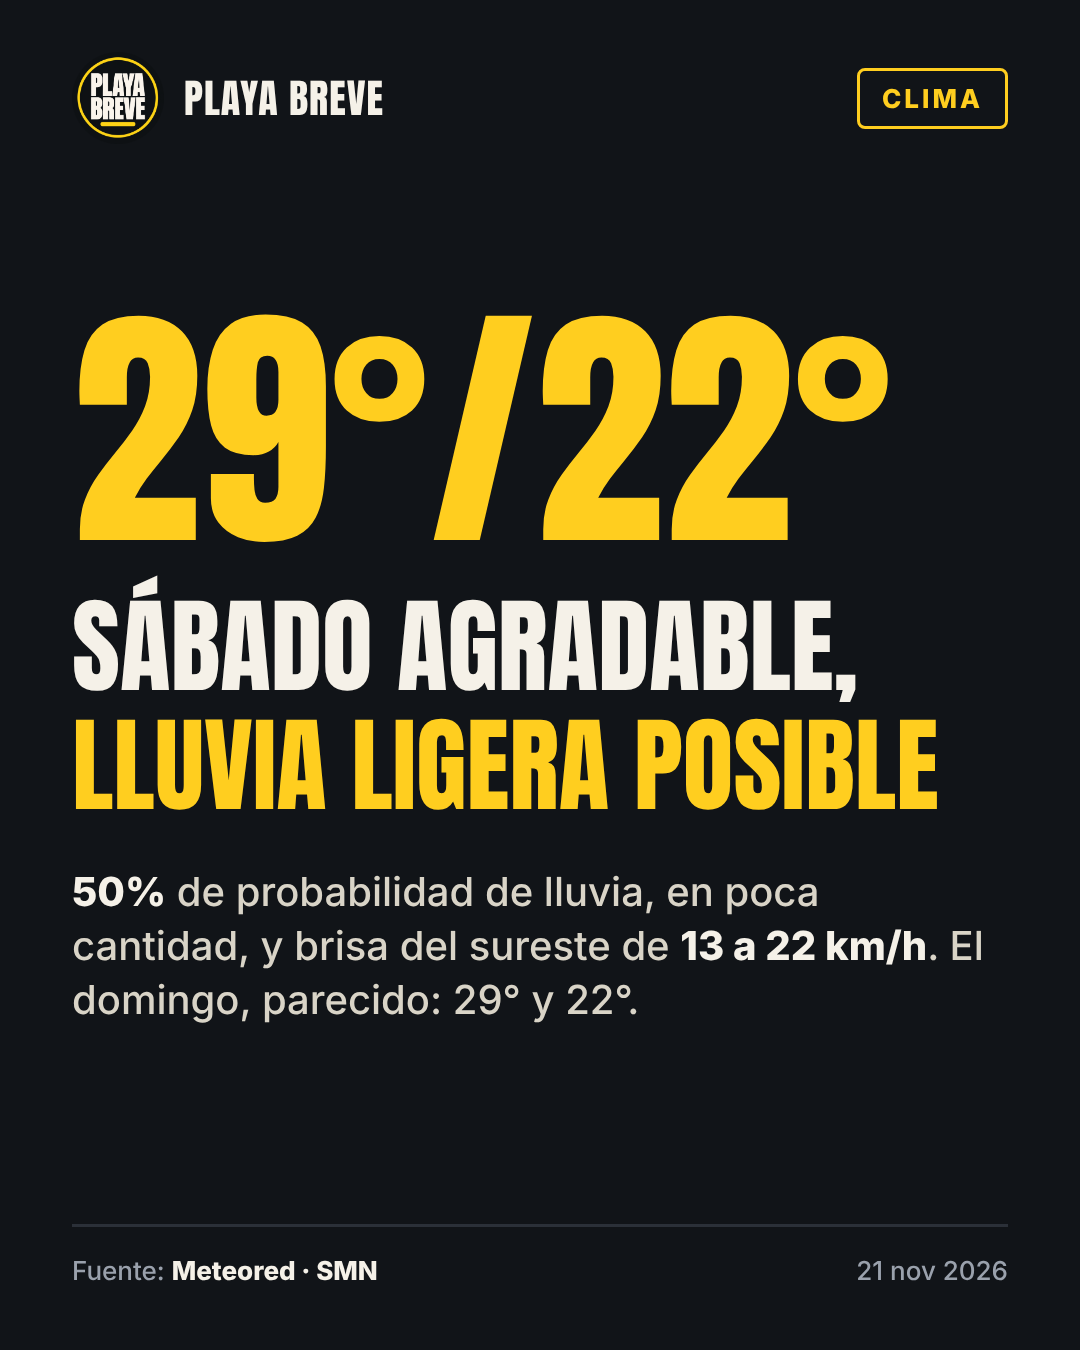 PLAYA
BREVE
PLAYA BREVE
CLIMA
29°/22°
SÁBADO AGRADABLE,
LLUVIA LIGERA POSIBLE
50% de probabilidad de lluvia, en poca
cantidad, y brisa del sureste de 13 a 22 km/h. El
domingo, parecido: 29° y 22°.
Fuente: Meteored · SMN
21 nov 2026